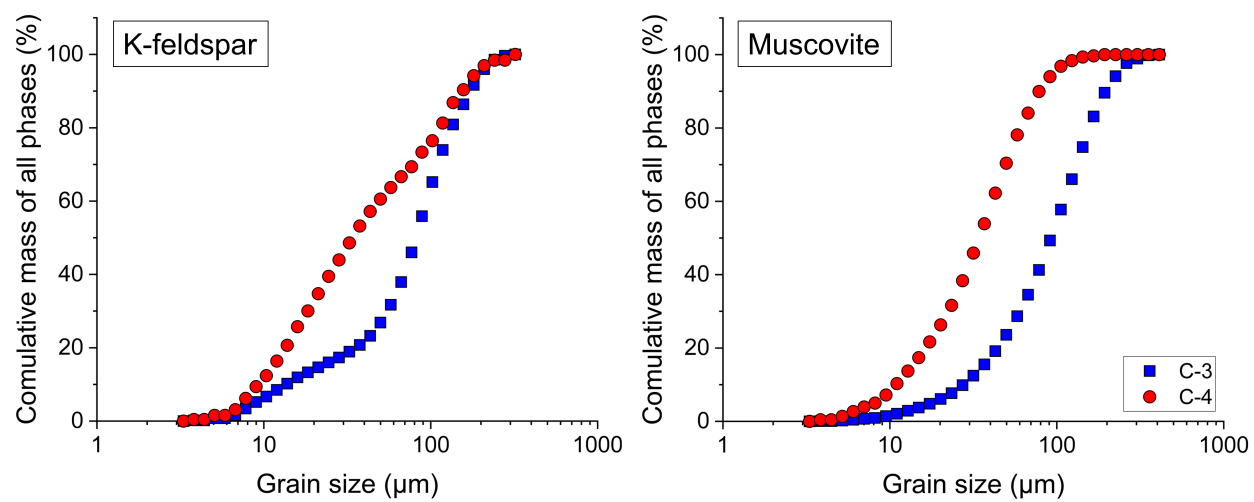 K-feldspar
Comulative mass of all phases (%)
100
80
60
40
20
0
1
10
100
1000
Grain size (μm)
Muscovite
Comulative mass of all phases (%)
100
80
60
40
20
0
1
10
100
1000
Grain size (μm)
C-3
C-4